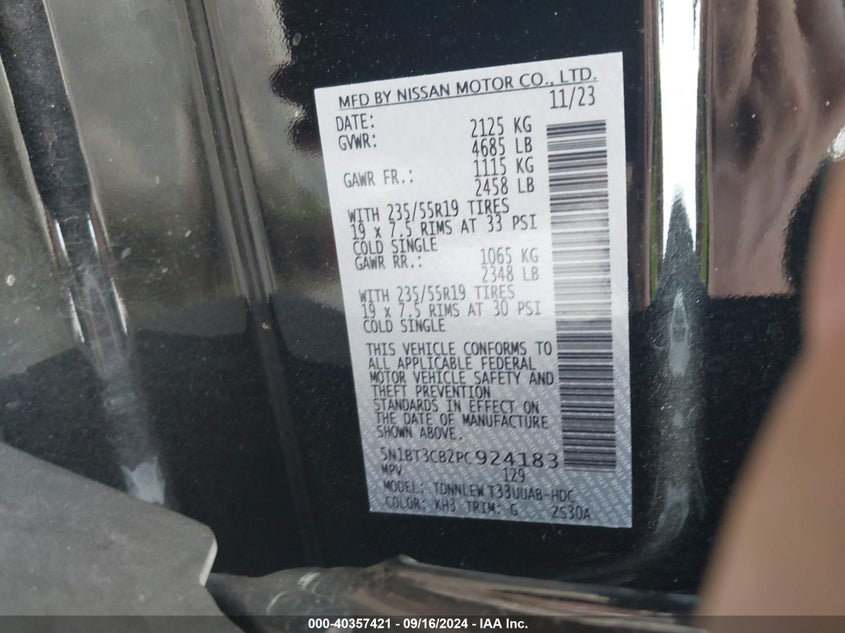 MFD BY NISSAN MOTOR CO., LTD.
DATE: 11/23
GVWR: 2125 KG
4685 LB
GAWR FR.: 1115 KG
2458 LB
WITH 235/55R19 TIRES
19 x 7.5 RIMS AT 33 PSI
COLD SINGLE
GAWR RR.: 1065 KG
2348 LB
WITH 235/55R19 TIRES
19 x 7.5 RIMS AT 30 PSI
COLD SINGLE
THIS VEHICLE CONFORMS TO
ALL APPLICABLE FEDERAL
MOTOR VEHICLE SAFETY AND
THEFT PREVENTION
STANDARDS IN EFFECT ON
THE DATE OF MANUFACTURE
SHOWN ABOVE.
5N1BT3CB2PC924183
MPV 129
MODEL: TDNNLEW T33UUAB-HDC
COLOR: KH3 TRIM: G 2S30A
000-40357421 - 09/16/2024 - IAA Inc.